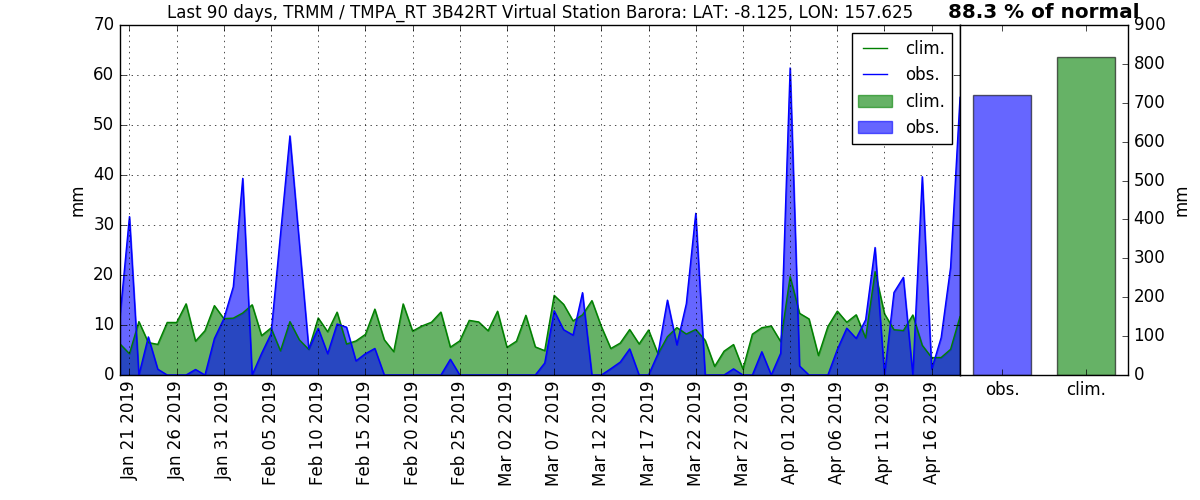 Last 90 days, TRMM / TMPA_RT 3B42RT Virtual Station Barora: LAT: -8.125, LON: 157.625
88.3 % of normal
70
60
50
40
30
20
10
0
mm
clim.
obs.
clim.
obs.
900
800
700
600
500
400
300
200
100
0
mm
Jan 21 2019
Jan 26 2019
Jan 31 2019
Feb 05 2019
Feb 10 2019
Feb 15 2019
Feb 20 2019
Feb 25 2019
Mar 02 2019
Mar 07 2019
Mar 12 2019
Mar 17 2019
Mar 22 2019
Mar 27 2019
Apr 01 2019
Apr 06 2019
Apr 11 2019
Apr 16 2019
obs.
clim.